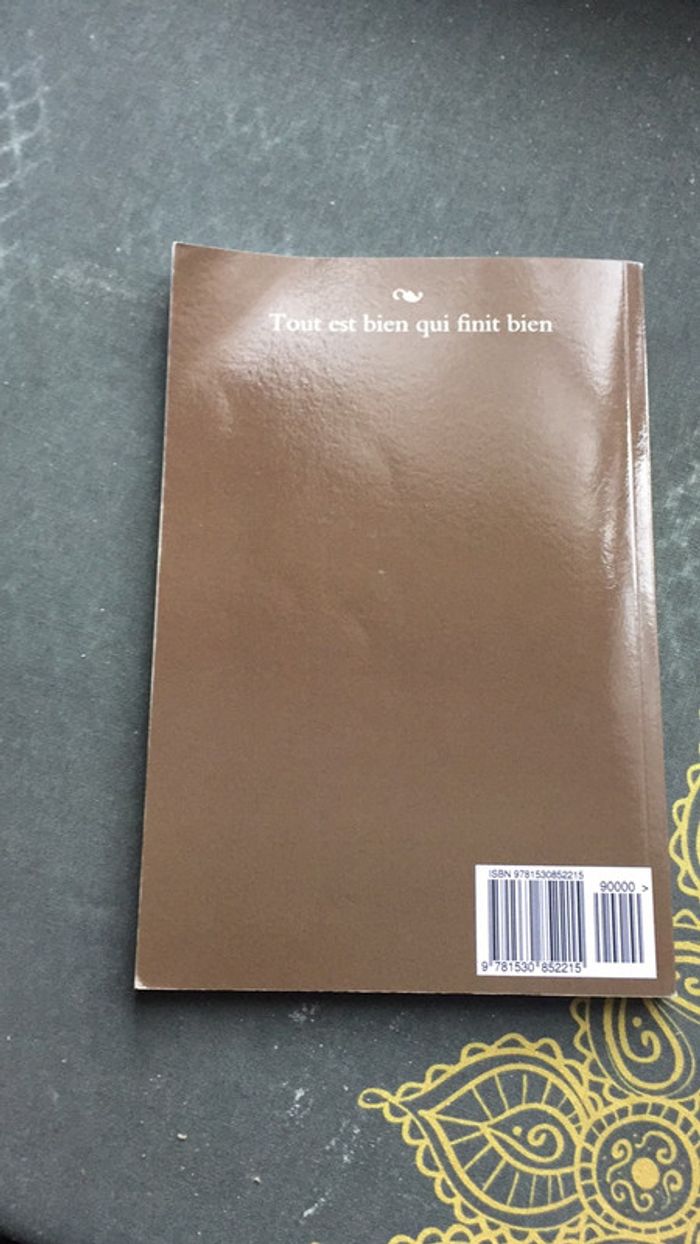 Tout est bien qui finit bien
ISBN 9781530852215
90000 >
9 781530 852215